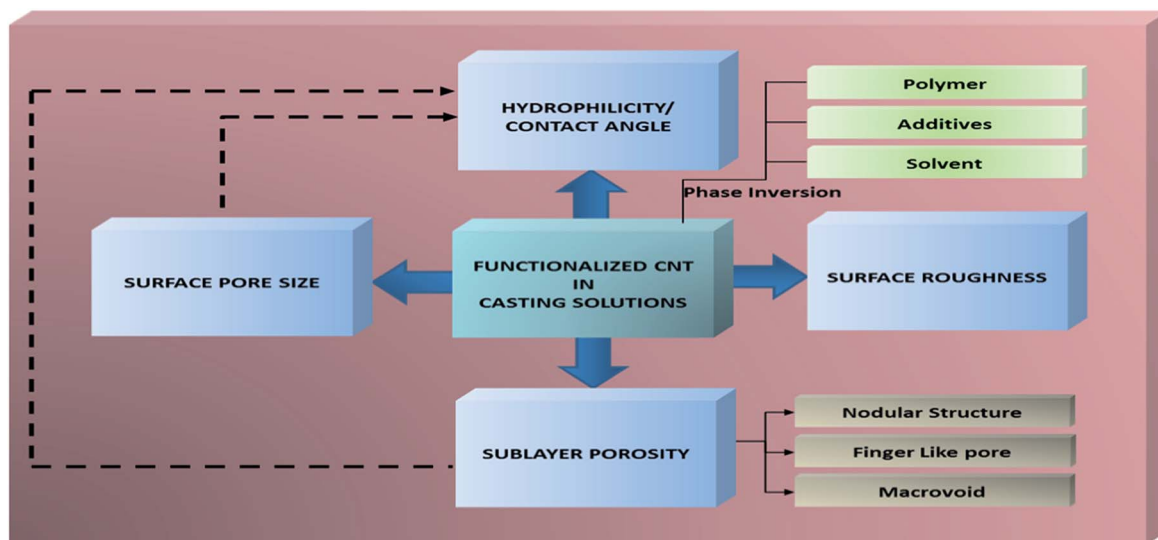 HYDROPHILICITY/
CONTACT ANGLE
Polymer
Additives
Solvent
Phase Inversion
SURFACE PORE SIZE
FUNCTIONALIZED CNT
IN
CASTING SOLUTIONS
SURFACE ROUGHNESS
SUBLAYER POROSITY
Nodular Structure
Finger Like pore
Macrovoid